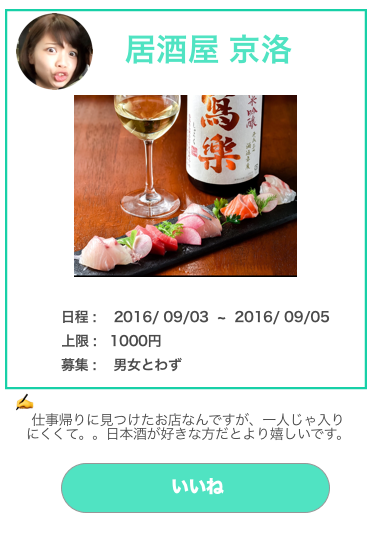 居酒屋 京洛
米吟醸
寫樂
日程： 2016/ 09/03 ~ 2016/ 09/05
上限： 1000円
募集： 男女とわず
仕事帰りに見つけたお店なんですが、一人じゃ入り
にくくて。。日本酒が好きな方だとより嬉しいです。
いいね